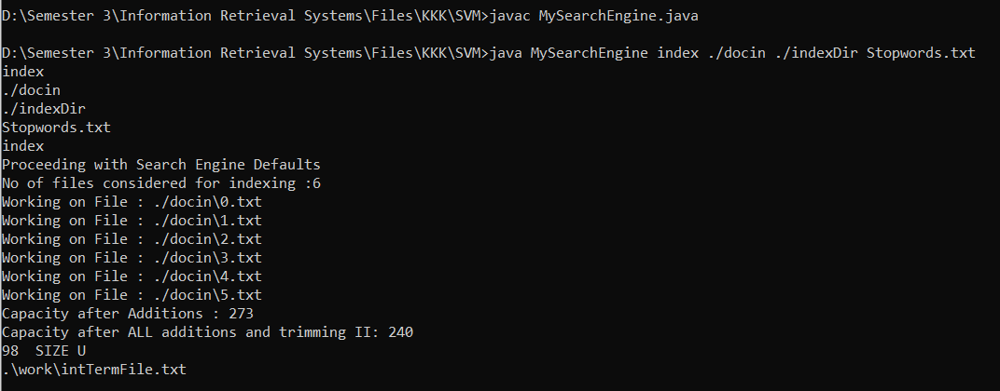 D:\Semester 3\Information Retrieval Systems\Files\KKK\SVM>javac MySearchEngine.java
D:\Semester 3\Information Retrieval Systems\Files\KKK\SVM>java MySearchEngine index ./docin ./indexDir Stopwords.txt
index
./docin
./indexDir
Stopwords.txt
index
Proceeding with Search Engine Defaults
No of files considered for indexing :6
Working on File : ./docin\0.txt
Working on File : ./docin\1.txt
Working on File : ./docin\2.txt
Working on File : ./docin\3.txt
Working on File : ./docin\4.txt
Working on File : ./docin\5.txt
Capacity after Additions : 273
Capacity after ALL additions and trimming II: 240
98  SIZE U
.\work\intTermFile.txt